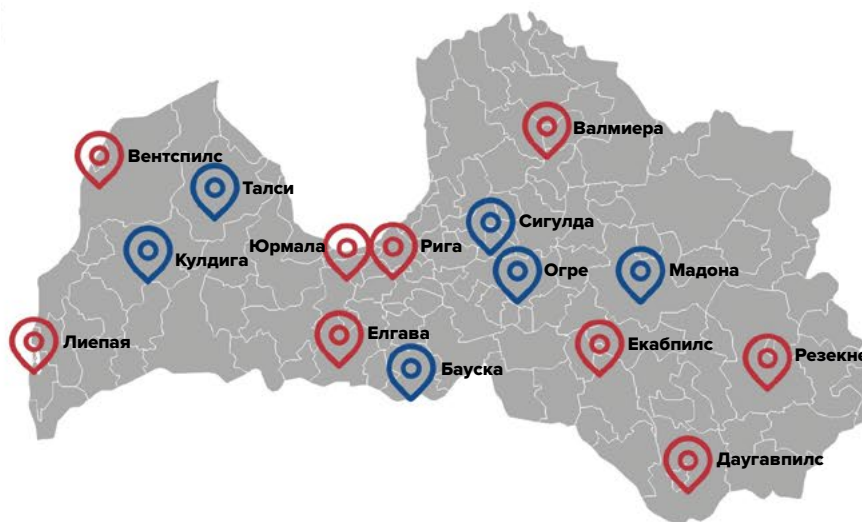 Валмиера
Вентспилс
Талси
Сигулда
Юрмала
Рига
Кулдига
Огре
Мадона
Лиепая
Елгава
Екабпилс
Резекне
Бауска
Даугавпилс